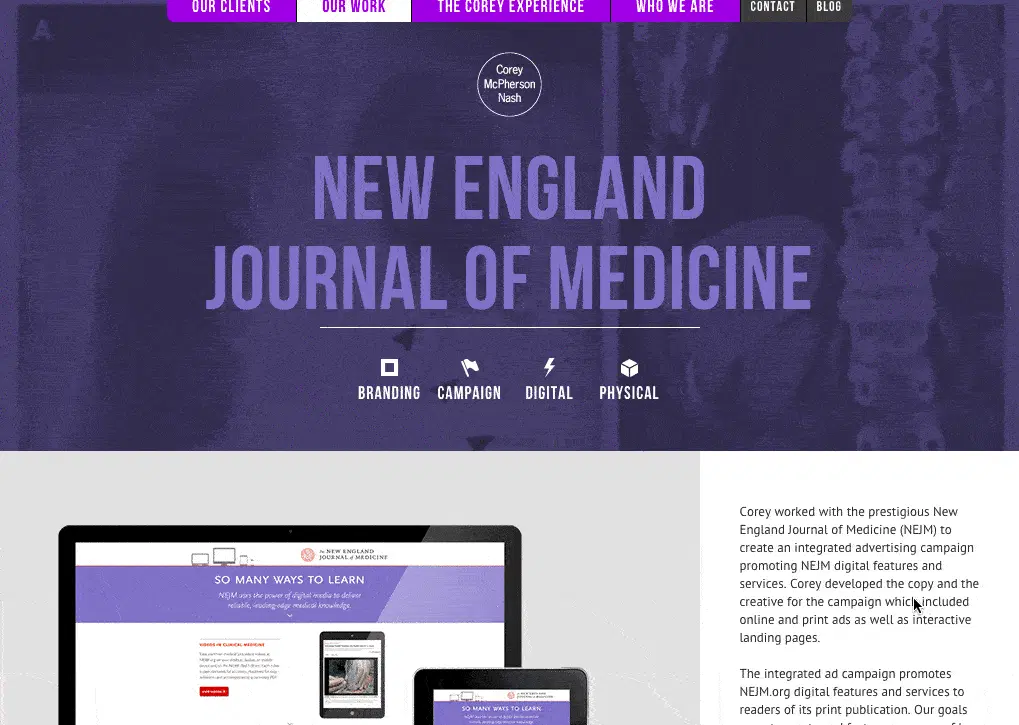 OUR CLIENTS
OUR WORK
THE COREY EXPERIENCE
WHO WE ARE
CONTACT
BLOG
A
Corey
McPherson
Nash
NEW ENGLAND
JOURNAL OF MEDICINE
BRANDING
CAMPAIGN
DIGITAL
PHYSICAL
The NEW ENGLAND
JOURNAL of MEDICINE
SO MANY WAYS TO LEARN
NEJM uses the power of digital media to deliver
reliable, leading-edge medical knowledge.
VIDEOS IN CLINICAL MEDICINE
SO MANY WAYS TO LEARN
Corey worked with the prestigious New
England Journal of Medicine (NEJM) to
create an integrated advertising campaign
promoting NEJM digital features and
services. Corey developed the copy and the
creative for the campaign which included
online and print ads as well as interactive
landing pages.
The integrated ad campaign promotes
NEJM.org digital features and services to
readers of its print publication. Our goals